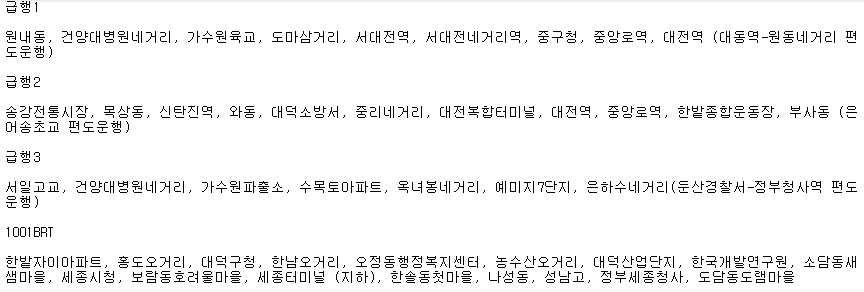 급행1
원내동, 건양대병원네거리, 가수원육교, 도마삼거리, 서대전역, 서대전네거리역, 중구청, 중앙로역, 대전역 (대동역-원동네거리 편
도운행)
급행2
송강전통시장, 목상동, 신탄진역, 와동, 대덕소방서, 중리네거리, 대전복합터미널, 대전역, 중앙로역, 한밭종합운동장, 부사동 (은
어송초교 편도운행)
급행3
서일고교, 건양대병원네거리, 가수원파출소, 수목토아파트, 옥녀봉네거리, 예미지7단지, 은하수네거리(둔산경찰서-정부청사역 편도
운행)
1001BRT
한밭자이아파트, 홍도오거리, 대덕구청, 한남오거리, 오정동행정복지센터, 농수산오거리, 대덕산업단지, 한국개발연구원, 소담동새
샘마을, 세종시청, 보람동호려울마을, 세종터미널 (지하), 한솔동첫마을, 나성동, 성남고, 정부세종청사, 도담동도램마을